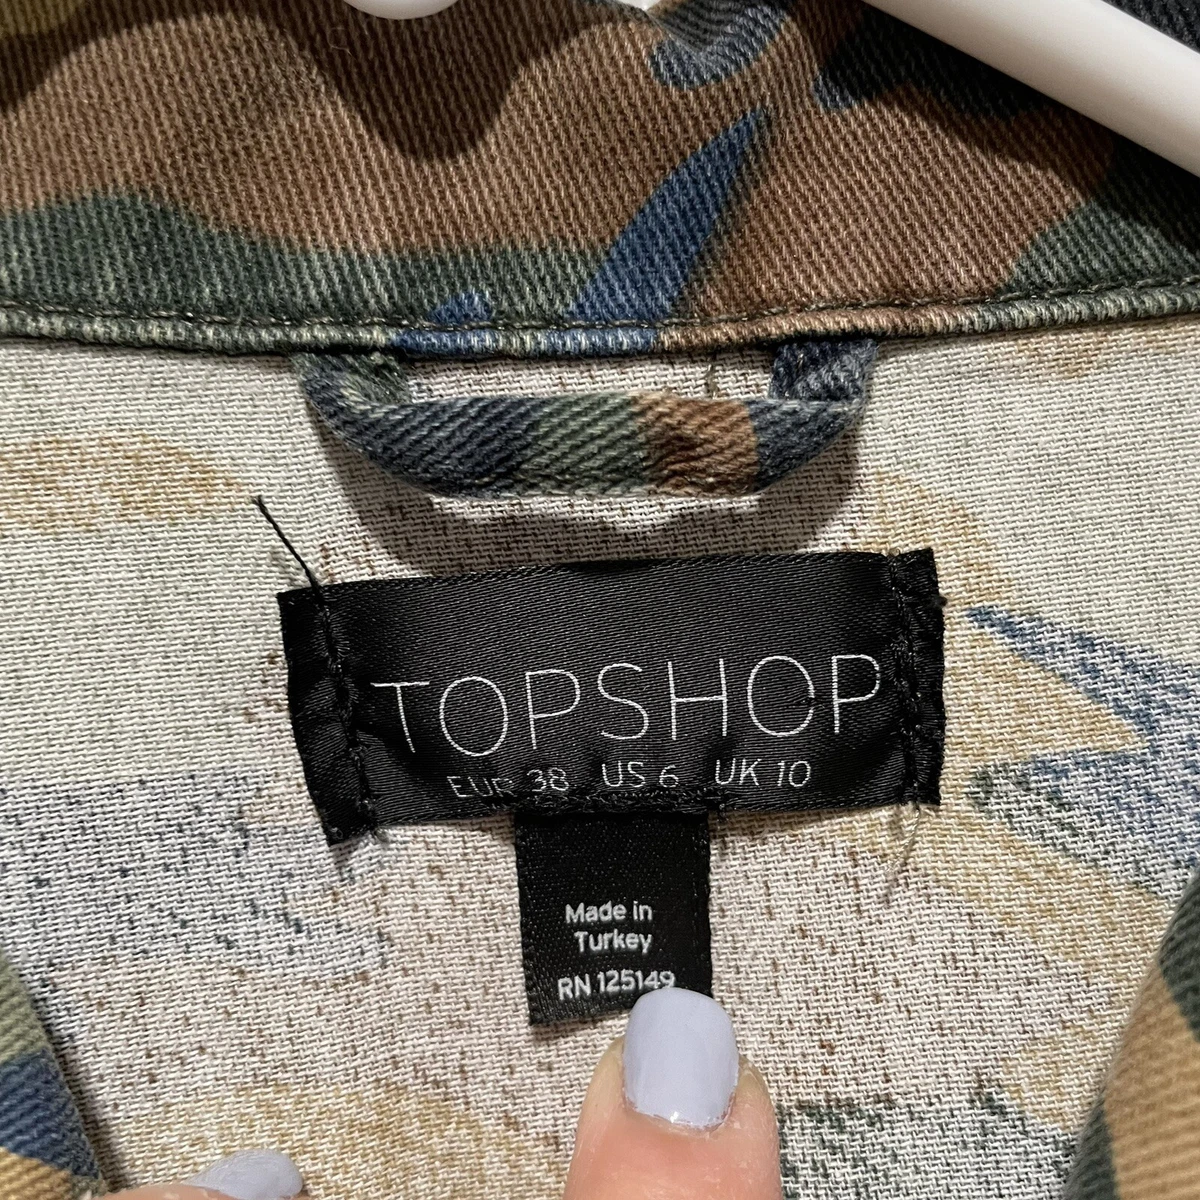 TOPSHOP
EUR 38 US 6 UK 10
Made in
Turkey
RN 125149